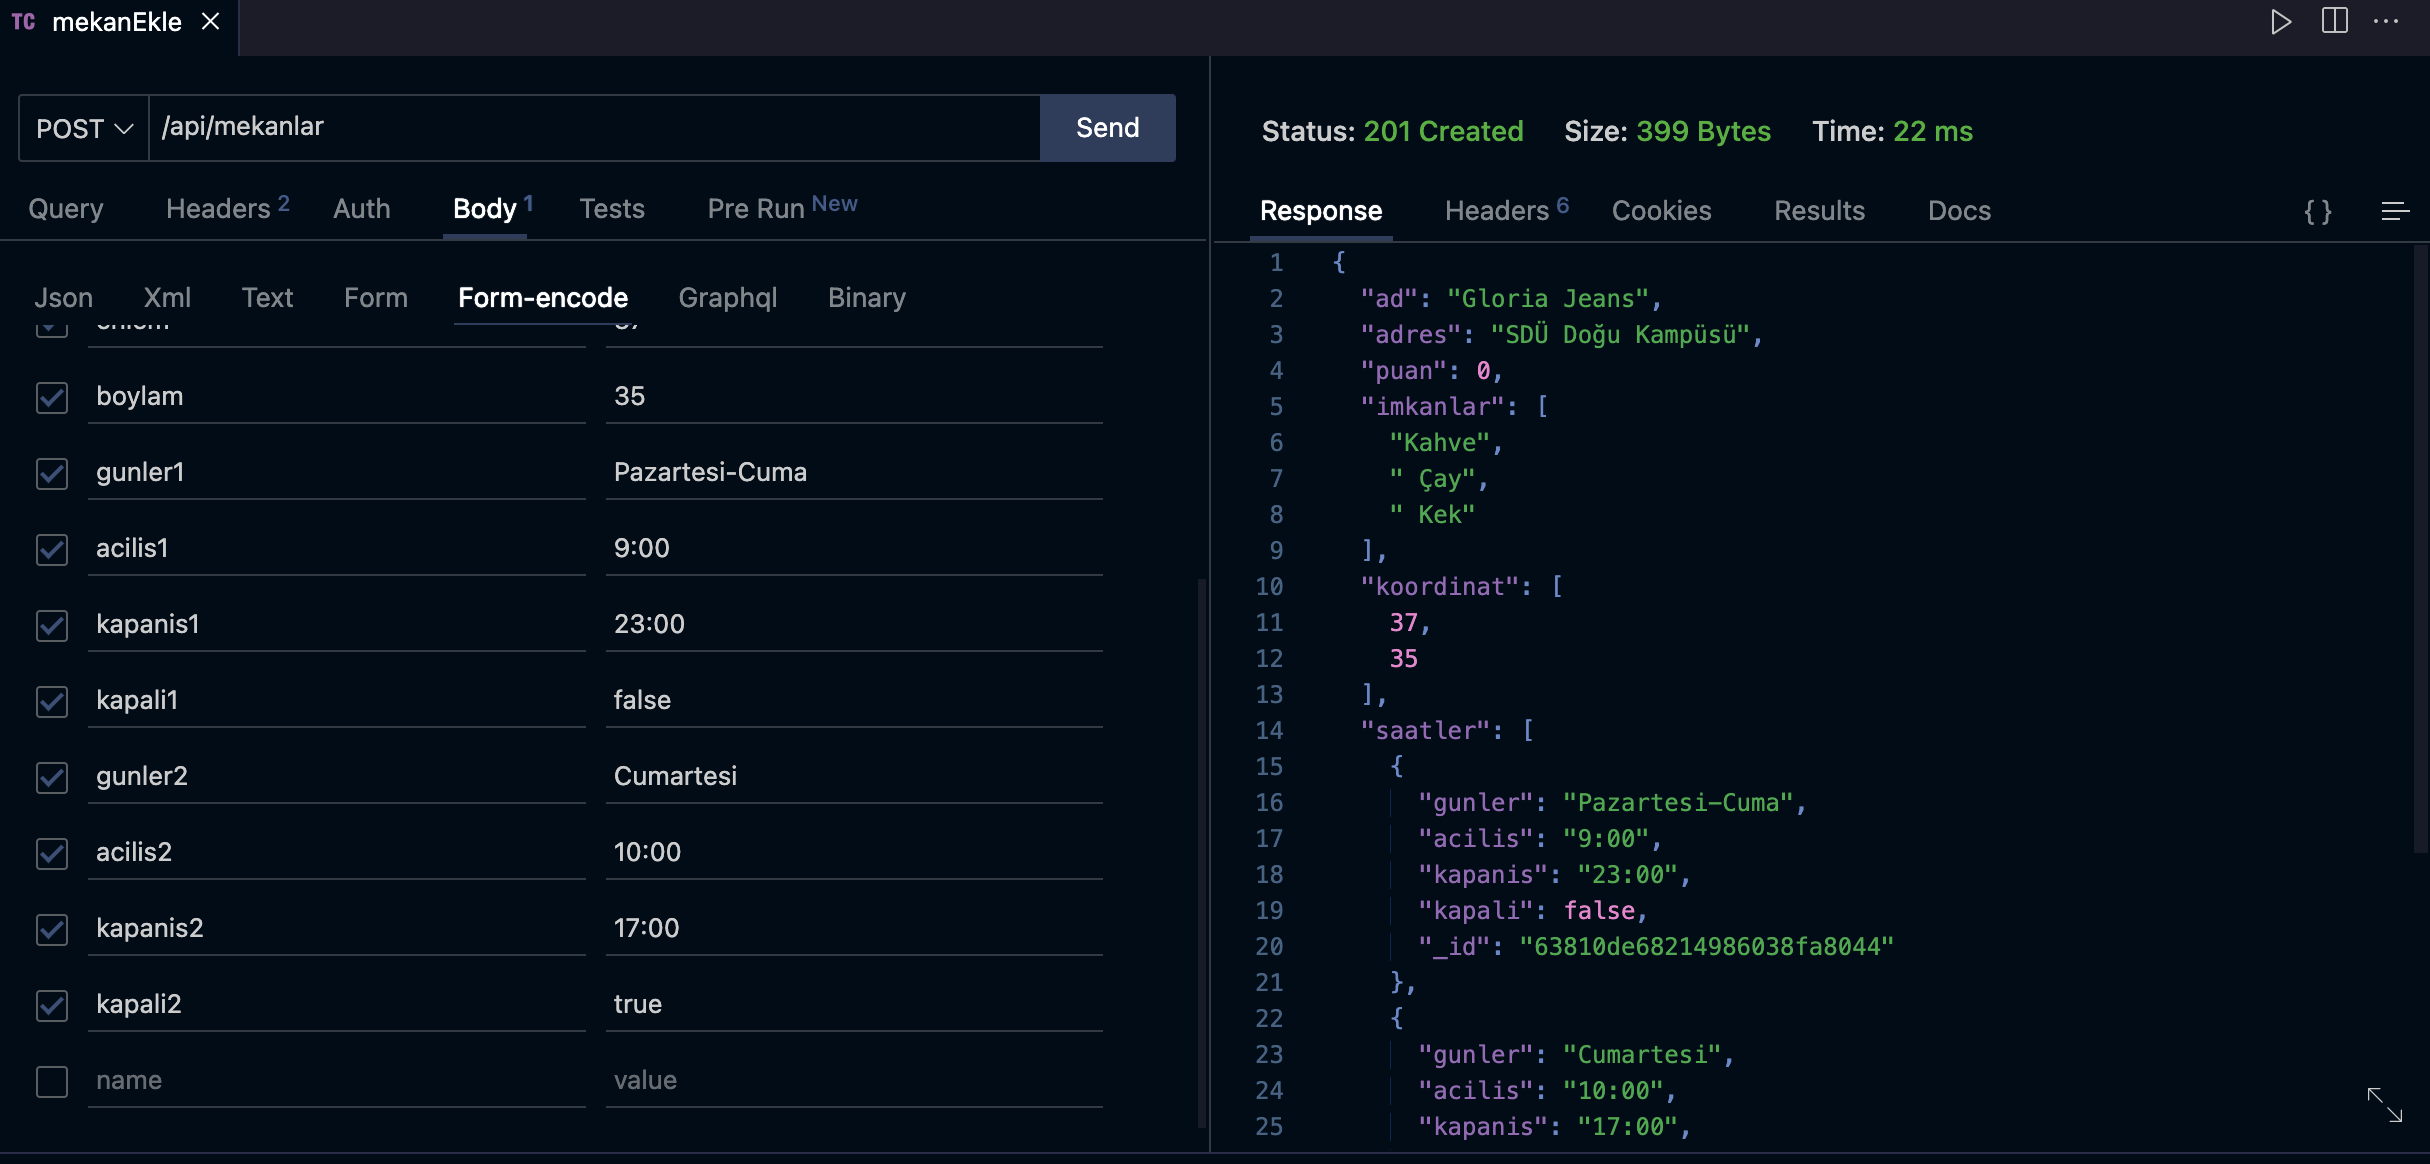 TC mekanEkle
POST /api/mekanlar Send
Query Headers 2 Auth Body 1 Tests Pre Run New
Json Xml Text Form Form-encode Graphql Binary
boylam 35
gunler1 Pazartesi-Cuma
acilis1 9:00
kapanis1 23:00
kapali1 false
gunler2 Cumartesi
acilis2 10:00
kapanis2 17:00
kapali2 true
name value
Status: 201 Created Size: 399 Bytes Time: 22 ms
Response Headers 6 Cookies Results Docs { }
1 {
2 "ad": "Gloria Jeans",
3 "adres": "SDÜ Doğu Kampüsü",
4 "puan": 0,
5 "imkanlar": [
6 "Kahve",
7 " Çay",
8 " Kek"
9 ],
10 "koordinat": [
11 37,
12 35
13 ],
14 "saatler": [
15 {
16 "gunler": "Pazartesi-Cuma",
17 "acilis": "9:00",
18 "kapanis": "23:00",
19 "kapali": false,
20 "_id": "63810de68214986038fa8044"
21 },
22 {
23 "gunler": "Cumartesi",
24 "acilis": "10:00",
25 "kapanis": "17:00",